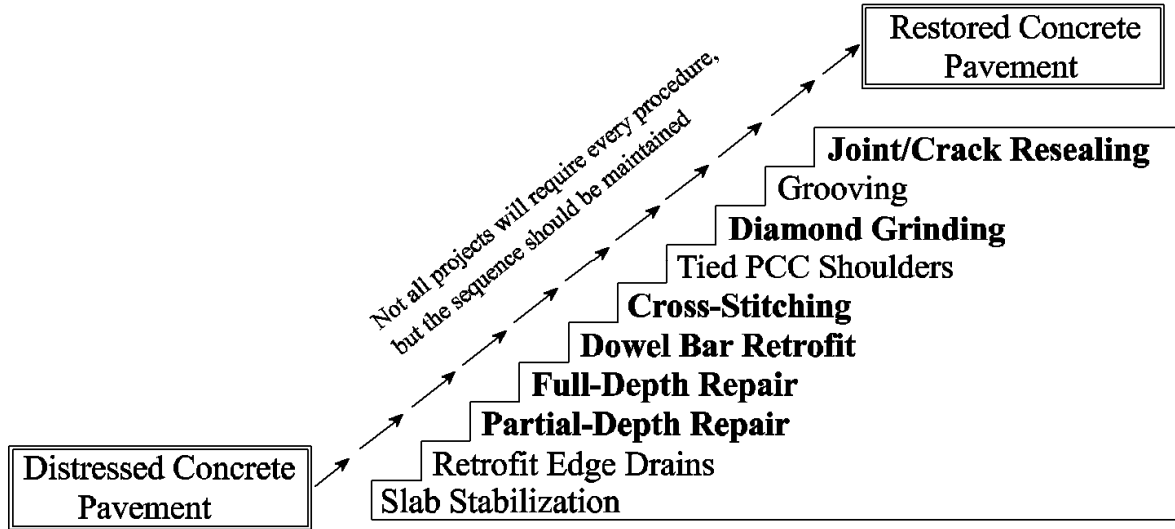 Restored Concrete
Pavement
Not all projects will require every procedure,
but the sequence should be maintained
Joint/Crack Resealing
Grooving
Diamond Grinding
Tied PCC Shoulders
Cross-Stitching
Dowel Bar Retrofit
Full-Depth Repair
Partial-Depth Repair
Retrofit Edge Drains
Slab Stabilization
Distressed Concrete
Pavement